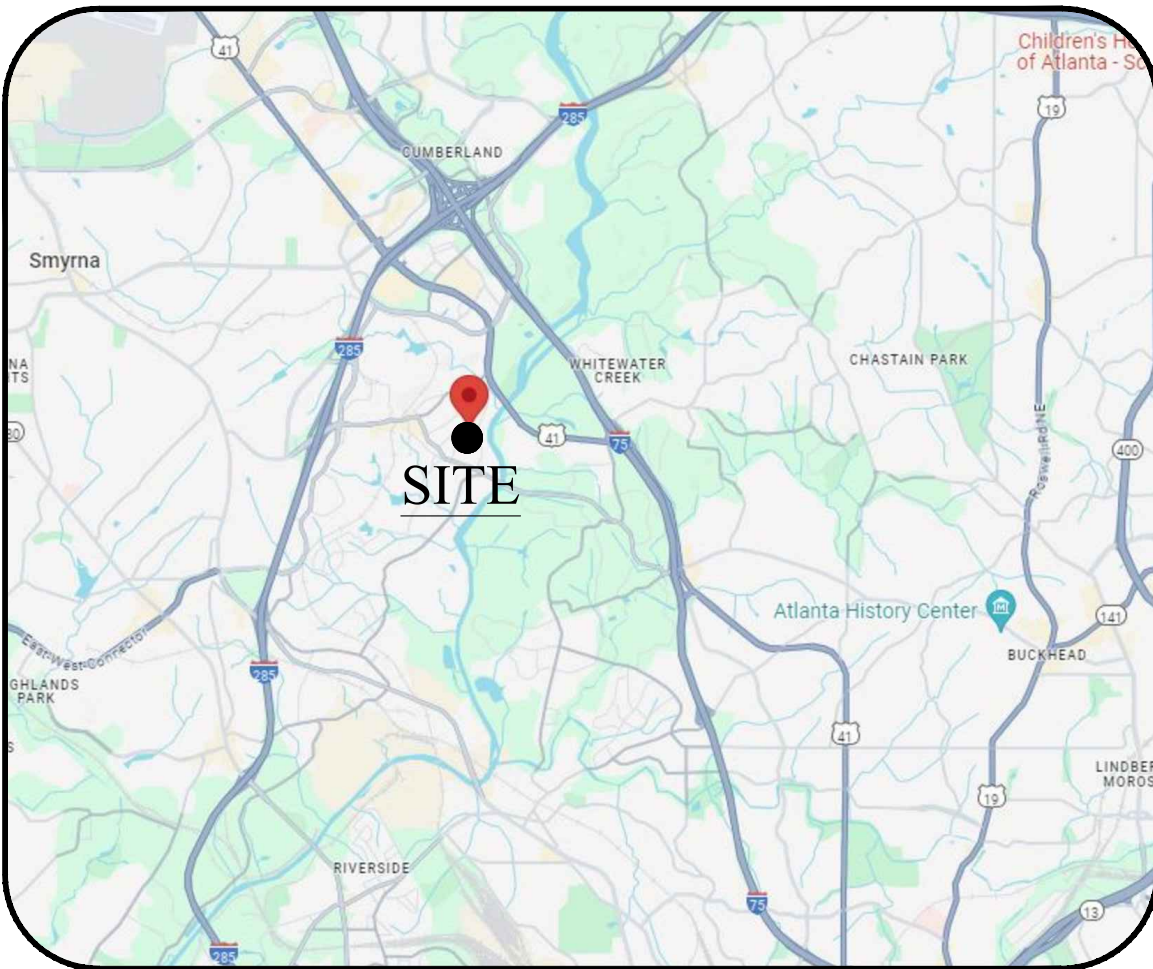 41
Children's H
of Atlanta - Sc
19
285
CUMBERLAND
Smyrna
285
NA
TS
WHITEWATER
CREEK
CHASTAIN PARK
41
75
400
Roswell Rd NE
SITE
Atlanta History Center
141
East-West-Connector
BUCKHEAD
285
GHLANDS
PARK
41
S
LINDBER
MOROS
19
RIVERSIDE
75
13
285